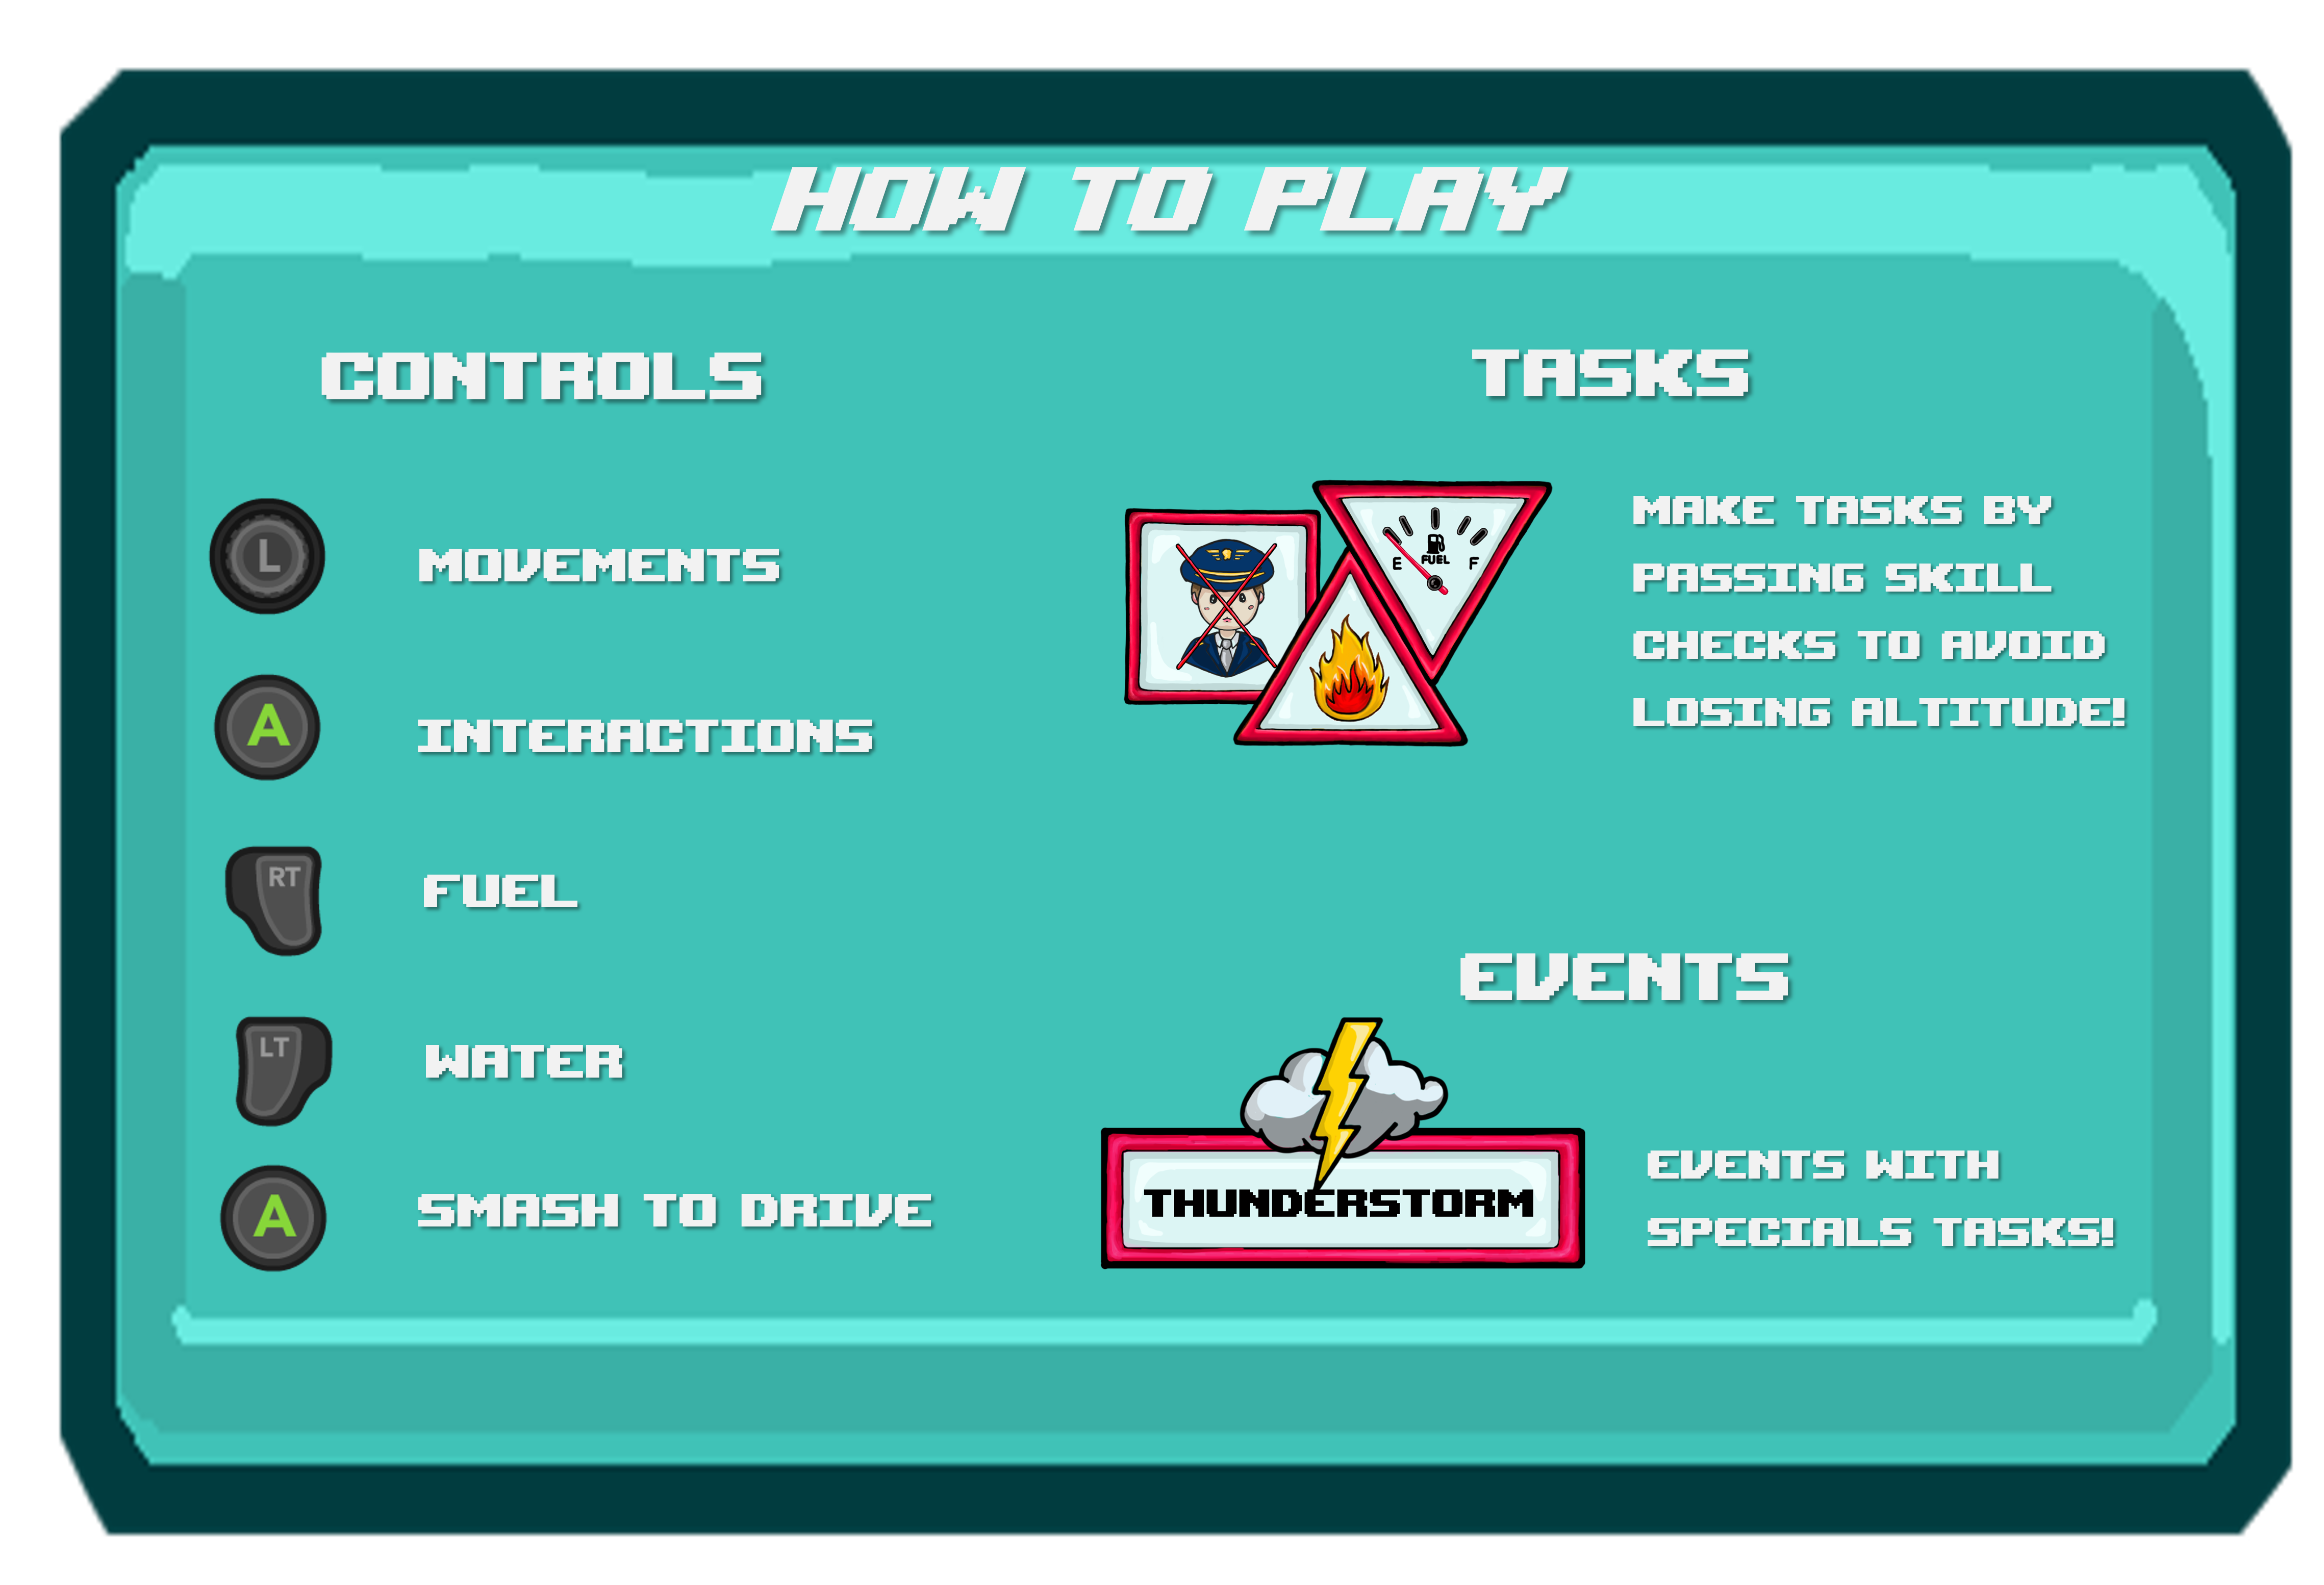 HOW TO PLAY
CONTROLS
L
MOVEMENTS
A
INTERACTIONS
RT
FUEL
LT
WATER
A
SMASH TO DRIVE
TASKS
E
FUEL
F
MAKE TASKS BY
PASSING SKILL
CHECKS TO AVOID
LOSING ALTITUDE!
EVENTS
THUNDERSTORM
EVENTS WITH
SPECIALS TASKS!